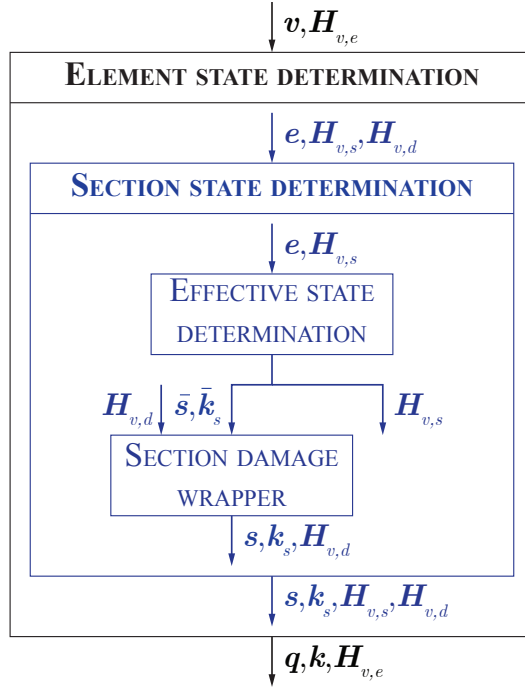 v,H_{v,e}
ELEMENT STATE DETERMINATION
e,H_{v,s},H_{v,d}
SECTION STATE DETERMINATION
e,H_{v,s}
EFFECTIVE STATE
DETERMINATION
H_{v,d} s̄,k̄_s H_{v,s}
SECTION DAMAGE
WRAPPER
s,k_s,H_{v,d}
s,k_s,H_{v,s},H_{v,d}
q,k,H_{v,e}